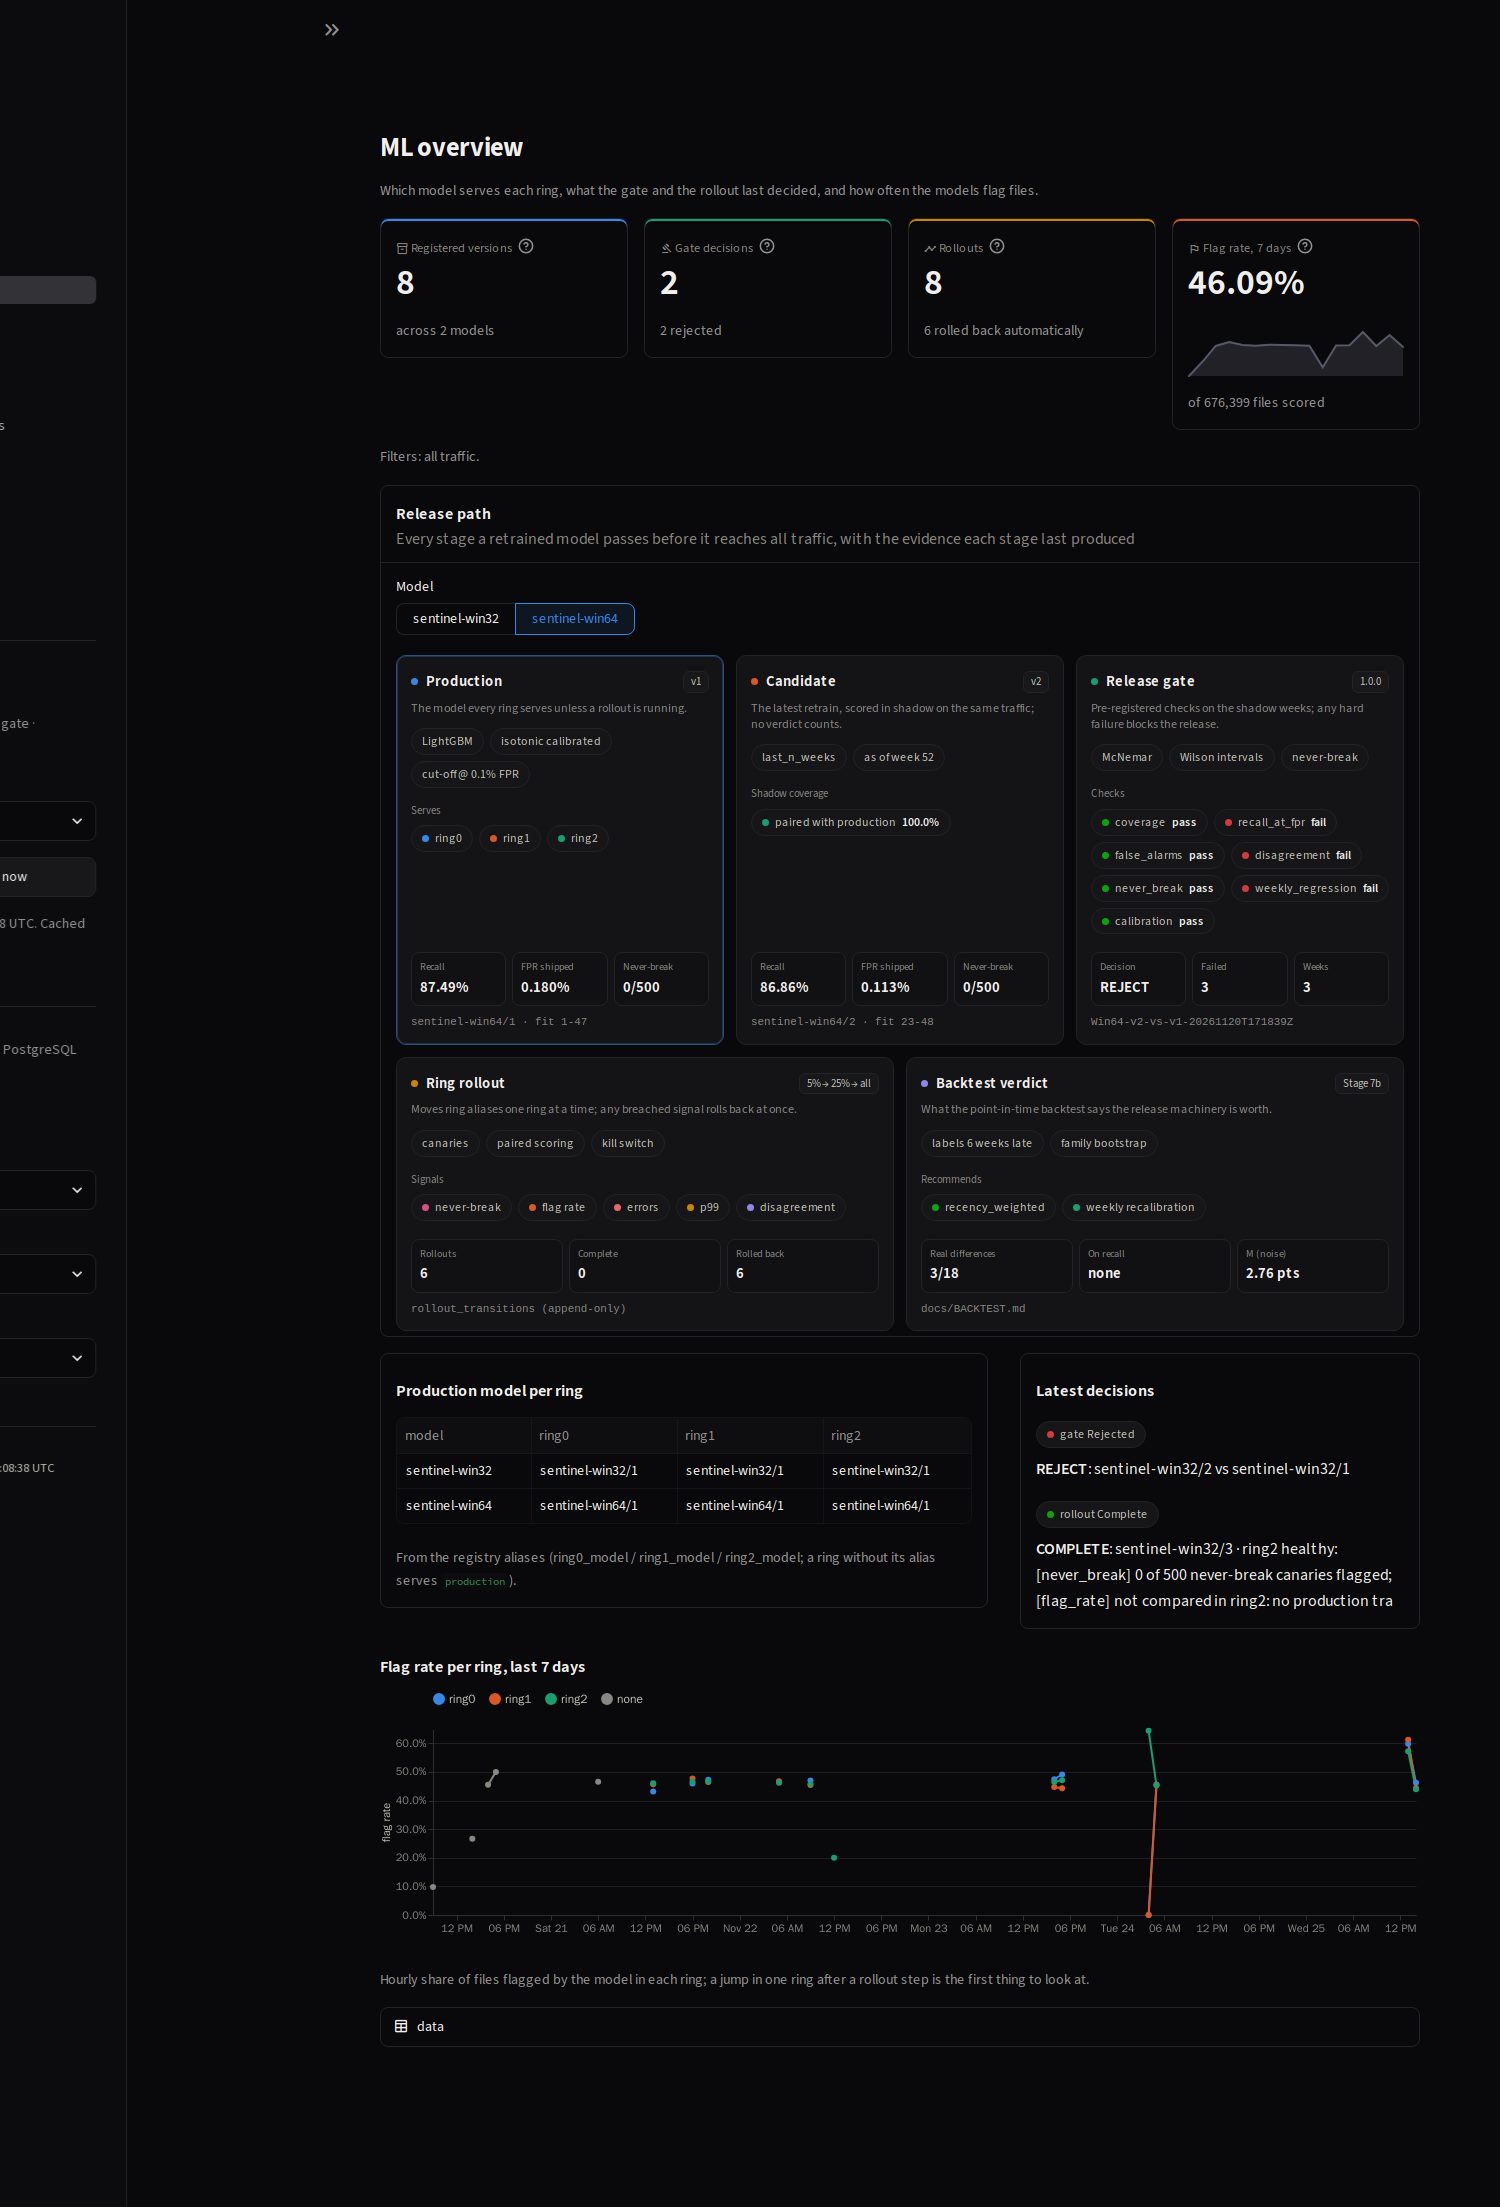 ML overview
Which model serves each ring, what the gate and the rollout last decided, and how often the models flag files.
Registered versions
8
across 2 models
Gate decisions
2
2 rejected
Rollouts
8
6 rolled back automatically
Flag rate, 7 days
46.09%
of 676,399 files scored
s
gate ·
now
8 UTC. Cached
PostgreSQL
:08:38 UTC
Filters: all traffic.
Release path
Every stage a retrained model passes before it reaches all traffic, with the evidence each stage last produced
Model
sentinel-win32
sentinel-win64
Production
v1
The model every ring serves unless a rollout is running.
LightGBM
isotonic calibrated
cut-off@ 0.1% FPR
Serves
ring0
ring1
ring2
Recall
87.49%
FPR shipped
0.180%
Never-break
0/500
sentinel-win64/1 · fit 1-47
Candidate
v2
The latest retrain, scored in shadow on the same traffic;
no verdict counts.
last_n_weeks
as of week 52
Shadow coverage
paired with production 100.0%
Recall
86.86%
FPR shipped
0.113%
Never-break
0/500
sentinel-win64/2 · fit 23-48
Release gate
1.0.0
Pre-registered checks on the shadow weeks; any hard
failure blocks the release.
McNemar
Wilson intervals
never-break
Checks
coverage pass
recall_at_fpr fail
false_alarms pass
disagreement fail
never_break pass
weekly_regression fail
calibration pass
Decision
REJECT
Failed
3
Weeks
3
Win64-v2-vs-v1-20261120T171839Z
Ring rollout
5%→ 25%→ all
Moves ring aliases one ring at a time; any breached signal rolls back at once.
canaries
paired scoring
kill switch
Signals
never-break
flag rate
errors
p99
disagreement
Rollouts
6
Complete
0
Rolled back
6
rollout_transitions (append-only)
Backtest verdict
Stage 7b
What the point-in-time backtest says the release machinery is worth.
labels 6 weeks late
family bootstrap
Recommends
recency_weighted
weekly recalibration
Real differences
3/18
On recall
none
M (noise)
2.76 pts
docs/BACKTEST.md
Production model per ring
model ring0 ring1 ring2
sentinel-win32 sentinel-win32/1 sentinel-win32/1 sentinel-win32/1
sentinel-win64 sentinel-win64/1 sentinel-win64/1 sentinel-win64/1
From the registry aliases (ring0_model / ring1_model / ring2_model; a ring without its alias
serves production ).
Latest decisions
gate Rejected
REJECT: sentinel-win32/2 vs sentinel-win32/1
rollout Complete
COMPLETE: sentinel-win32/3 · ring2 healthy:
[never_break] 0 of 500 never-break canaries flagged;
[flag_rate] not compared in ring2: no production tra
Flag rate per ring, last 7 days
ring0 ring1 ring2 none
flag rate
60.0%
50.0%
40.0%
30.0%
20.0%
10.0%
0.0%
12 PM 06 PM Sat 21 06 AM 12 PM 06 PM Nov 22 06 AM 12 PM 06 PM Mon 23 06 AM 12 PM 06 PM Tue 24 06 AM 12 PM 06 PM Wed 25 06 AM 12 PM
Hourly share of files flagged by the model in each ring; a jump in one ring after a rollout step is the first thing to look at.
data